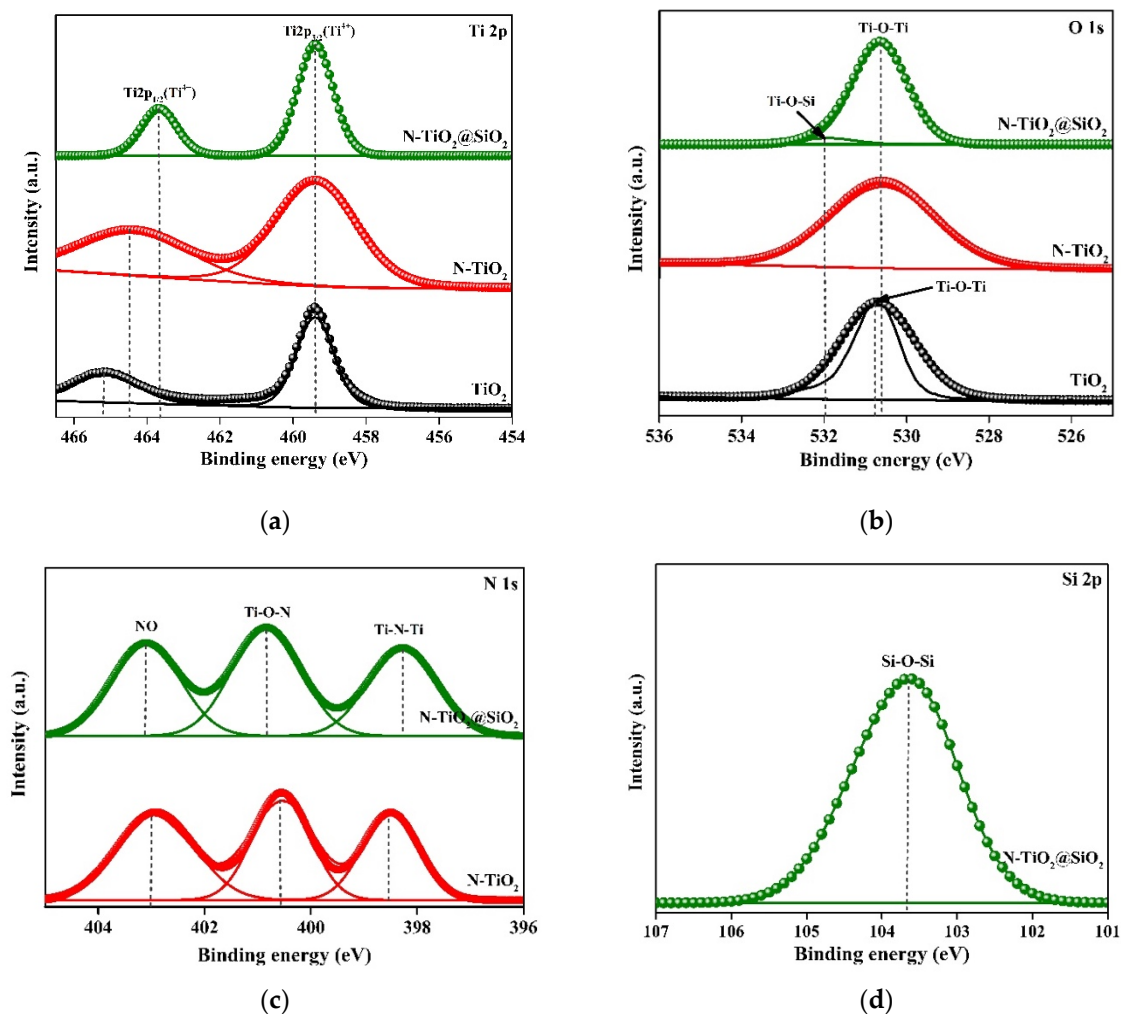 Ti 2p
Ti2p₃/₂(Ti⁴⁺)
Ti2p₁/₂(Ti⁴⁺)
N-TiO₂@SiO₂
N-TiO₂
TiO₂
Intensity (a.u.)
466 464 462 460 458 456 454
Binding energy (eV)
(a)
O 1s
Ti-O-Ti
Ti-O-Si
N-TiO₂@SiO₂
N-TiO₂
Ti-O-Ti
TiO₂
Intensity (a.u.)
536 534 532 530 528 526
Binding energy (eV)
(b)
N 1s
NO Ti-O-N Ti-N-Ti
N-TiO₂@SiO₂
N-TiO₂
Intensity (a.u.)
404 402 400 398 396
Binding energy (eV)
(c)
Si 2p
Si-O-Si
N-TiO₂@SiO₂
Intensity (a.u.)
107 106 105 104 103 102 101
Binding energy (eV)
(d)